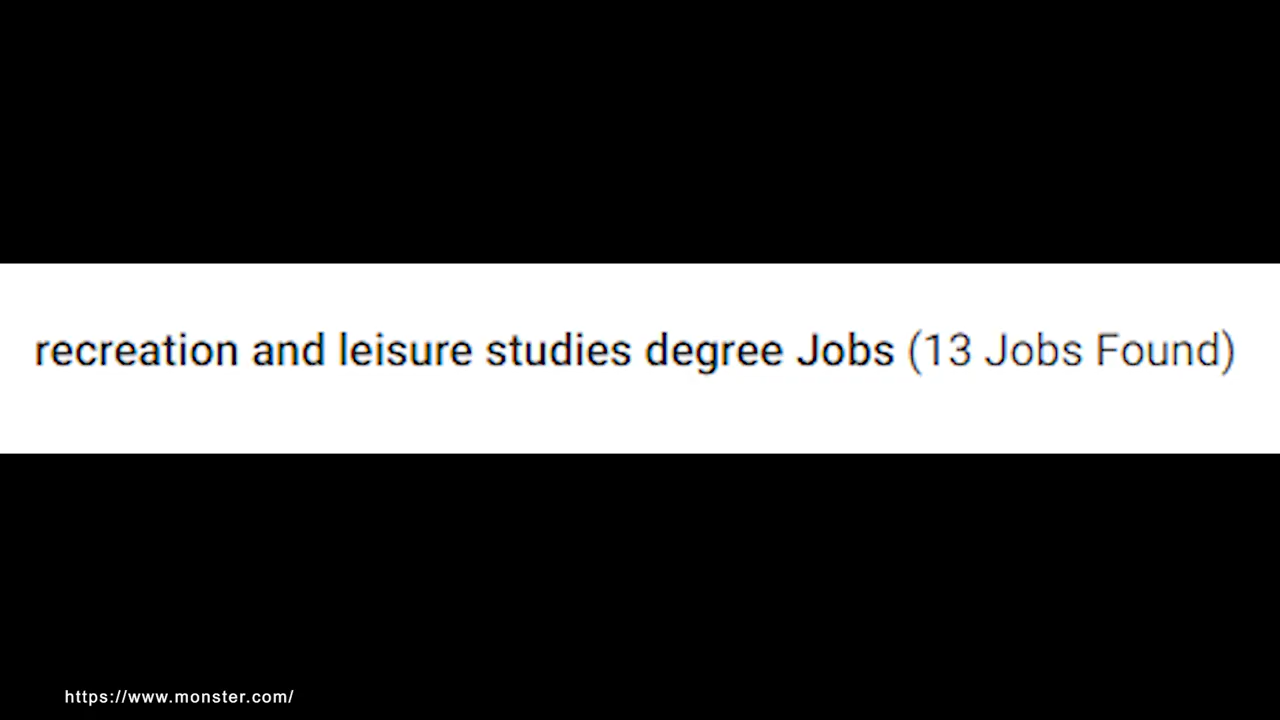 recreation and leisure studies degree Jobs (13 Jobs Found)
https://www.monster.com/